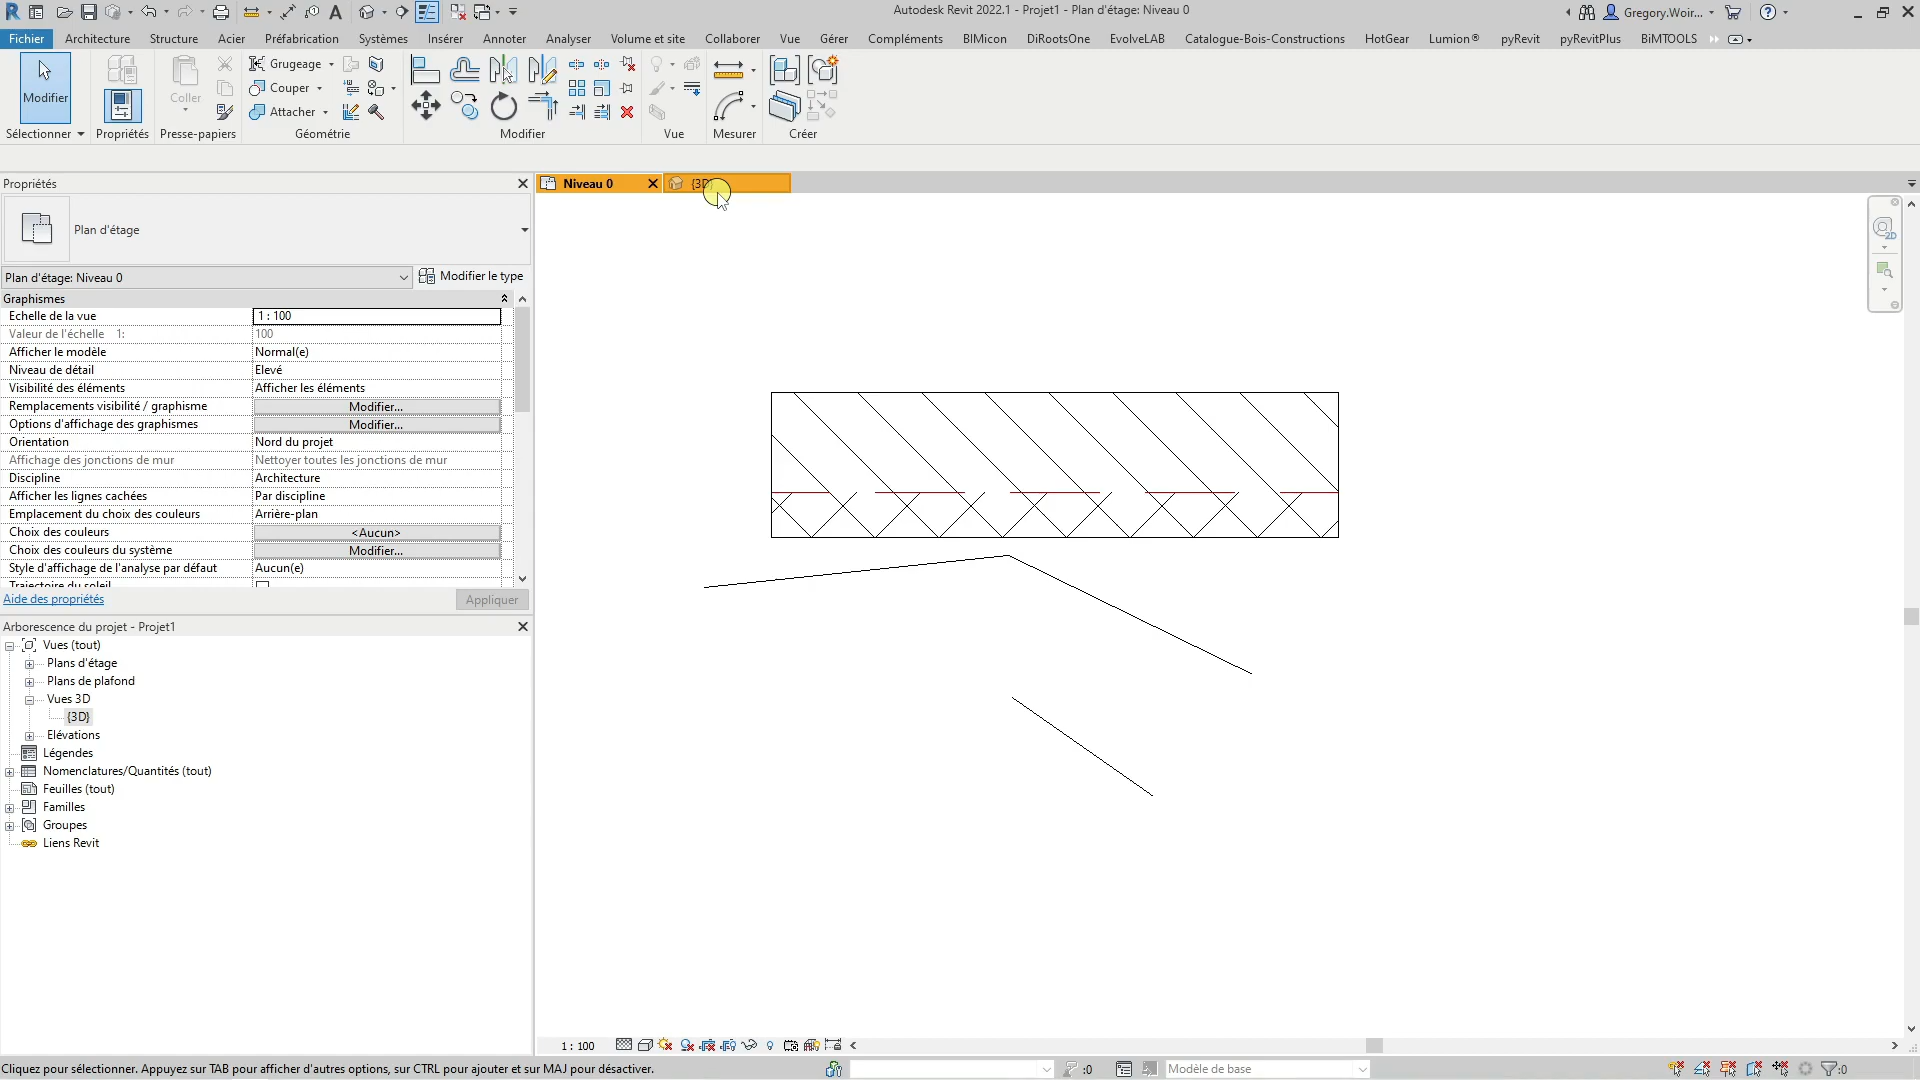 Autodesk Revit 2022.1 - Projet1 - Plan d'étage: Niveau 0
Gregory.Woir...
Fichier Architecture Structure Acier Préfabrication Systèmes Insérer Annoter Analyser Volume et site Collaborer Vue Gérer Compléments BIMicon DiRootsOne EvolveLAB Catalogue-Bois-Constructions HotGear Lumion® pyRevit pyRevitPlus BiMTOOLS
Modifier
Coller
Grugeage
Couper
Attacher
Sélectionner Propriétés Presse-papiers Géométrie Modifier Vue Mesurer Créer
Propriétés
Niveau 0
{3D}
2D
Plan d'étage
Plan d'étage: Niveau 0
Modifier le type
Graphismes
Echelle de la vue 1 : 100
Valeur de l'échelle 1: 100
Afficher le modèle Normal(e)
Niveau de détail Elevé
Visibilité des éléments Afficher les éléments
Remplacements visibilité / graphisme Modifier...
Options d'affichage des graphismes Modifier...
Orientation Nord du projet
Affichage des jonctions de mur Nettoyer toutes les jonctions de mur
Discipline Architecture
Afficher les lignes cachées Par discipline
Emplacement du choix des couleurs Arrière-plan
Choix des couleurs <Aucun>
Choix des couleurs du système Modifier...
Style d'affichage de l'analyse par défaut Aucun(e)
Trajectoire du soleil
Aide des propriétés
Appliquer
Arborescence du projet - Projet1
Vues (tout)
Plans d'étage
Plans de plafond
Vues 3D
{3D}
Elévations
Légendes
Nomenclatures/Quantités (tout)
Feuilles (tout)
Familles
Groupes
Liens Revit
1 : 100
Cliquez pour sélectionner. Appuyez sur TAB pour afficher d'autres options, sur CTRL pour ajouter et sur MAJ pour désactiver.
:0
Modèle de base
:0